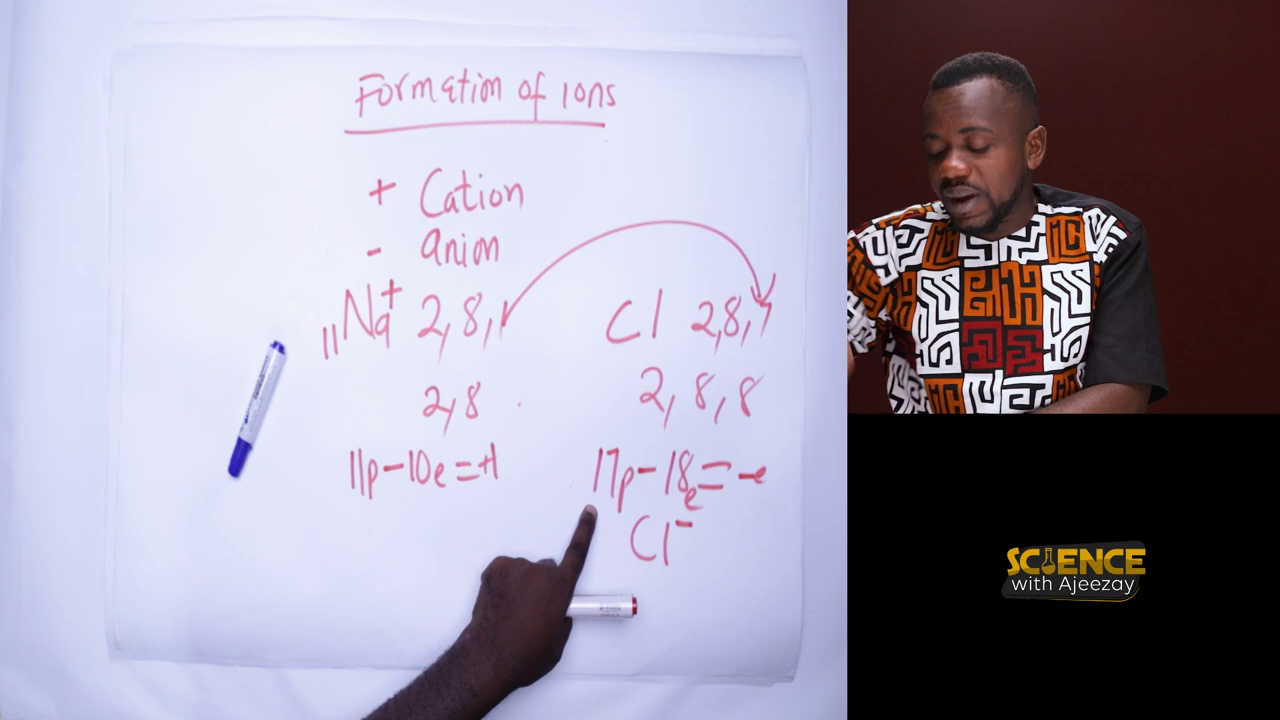 Formation of Ions
+ Cation
- anion
11Na+ 2,8,1
Cl 2,8,7
2,8
2,8,8
11p-10e=+1
17p-18e=-e
Cl-
SCIENCE
with Ajeezay